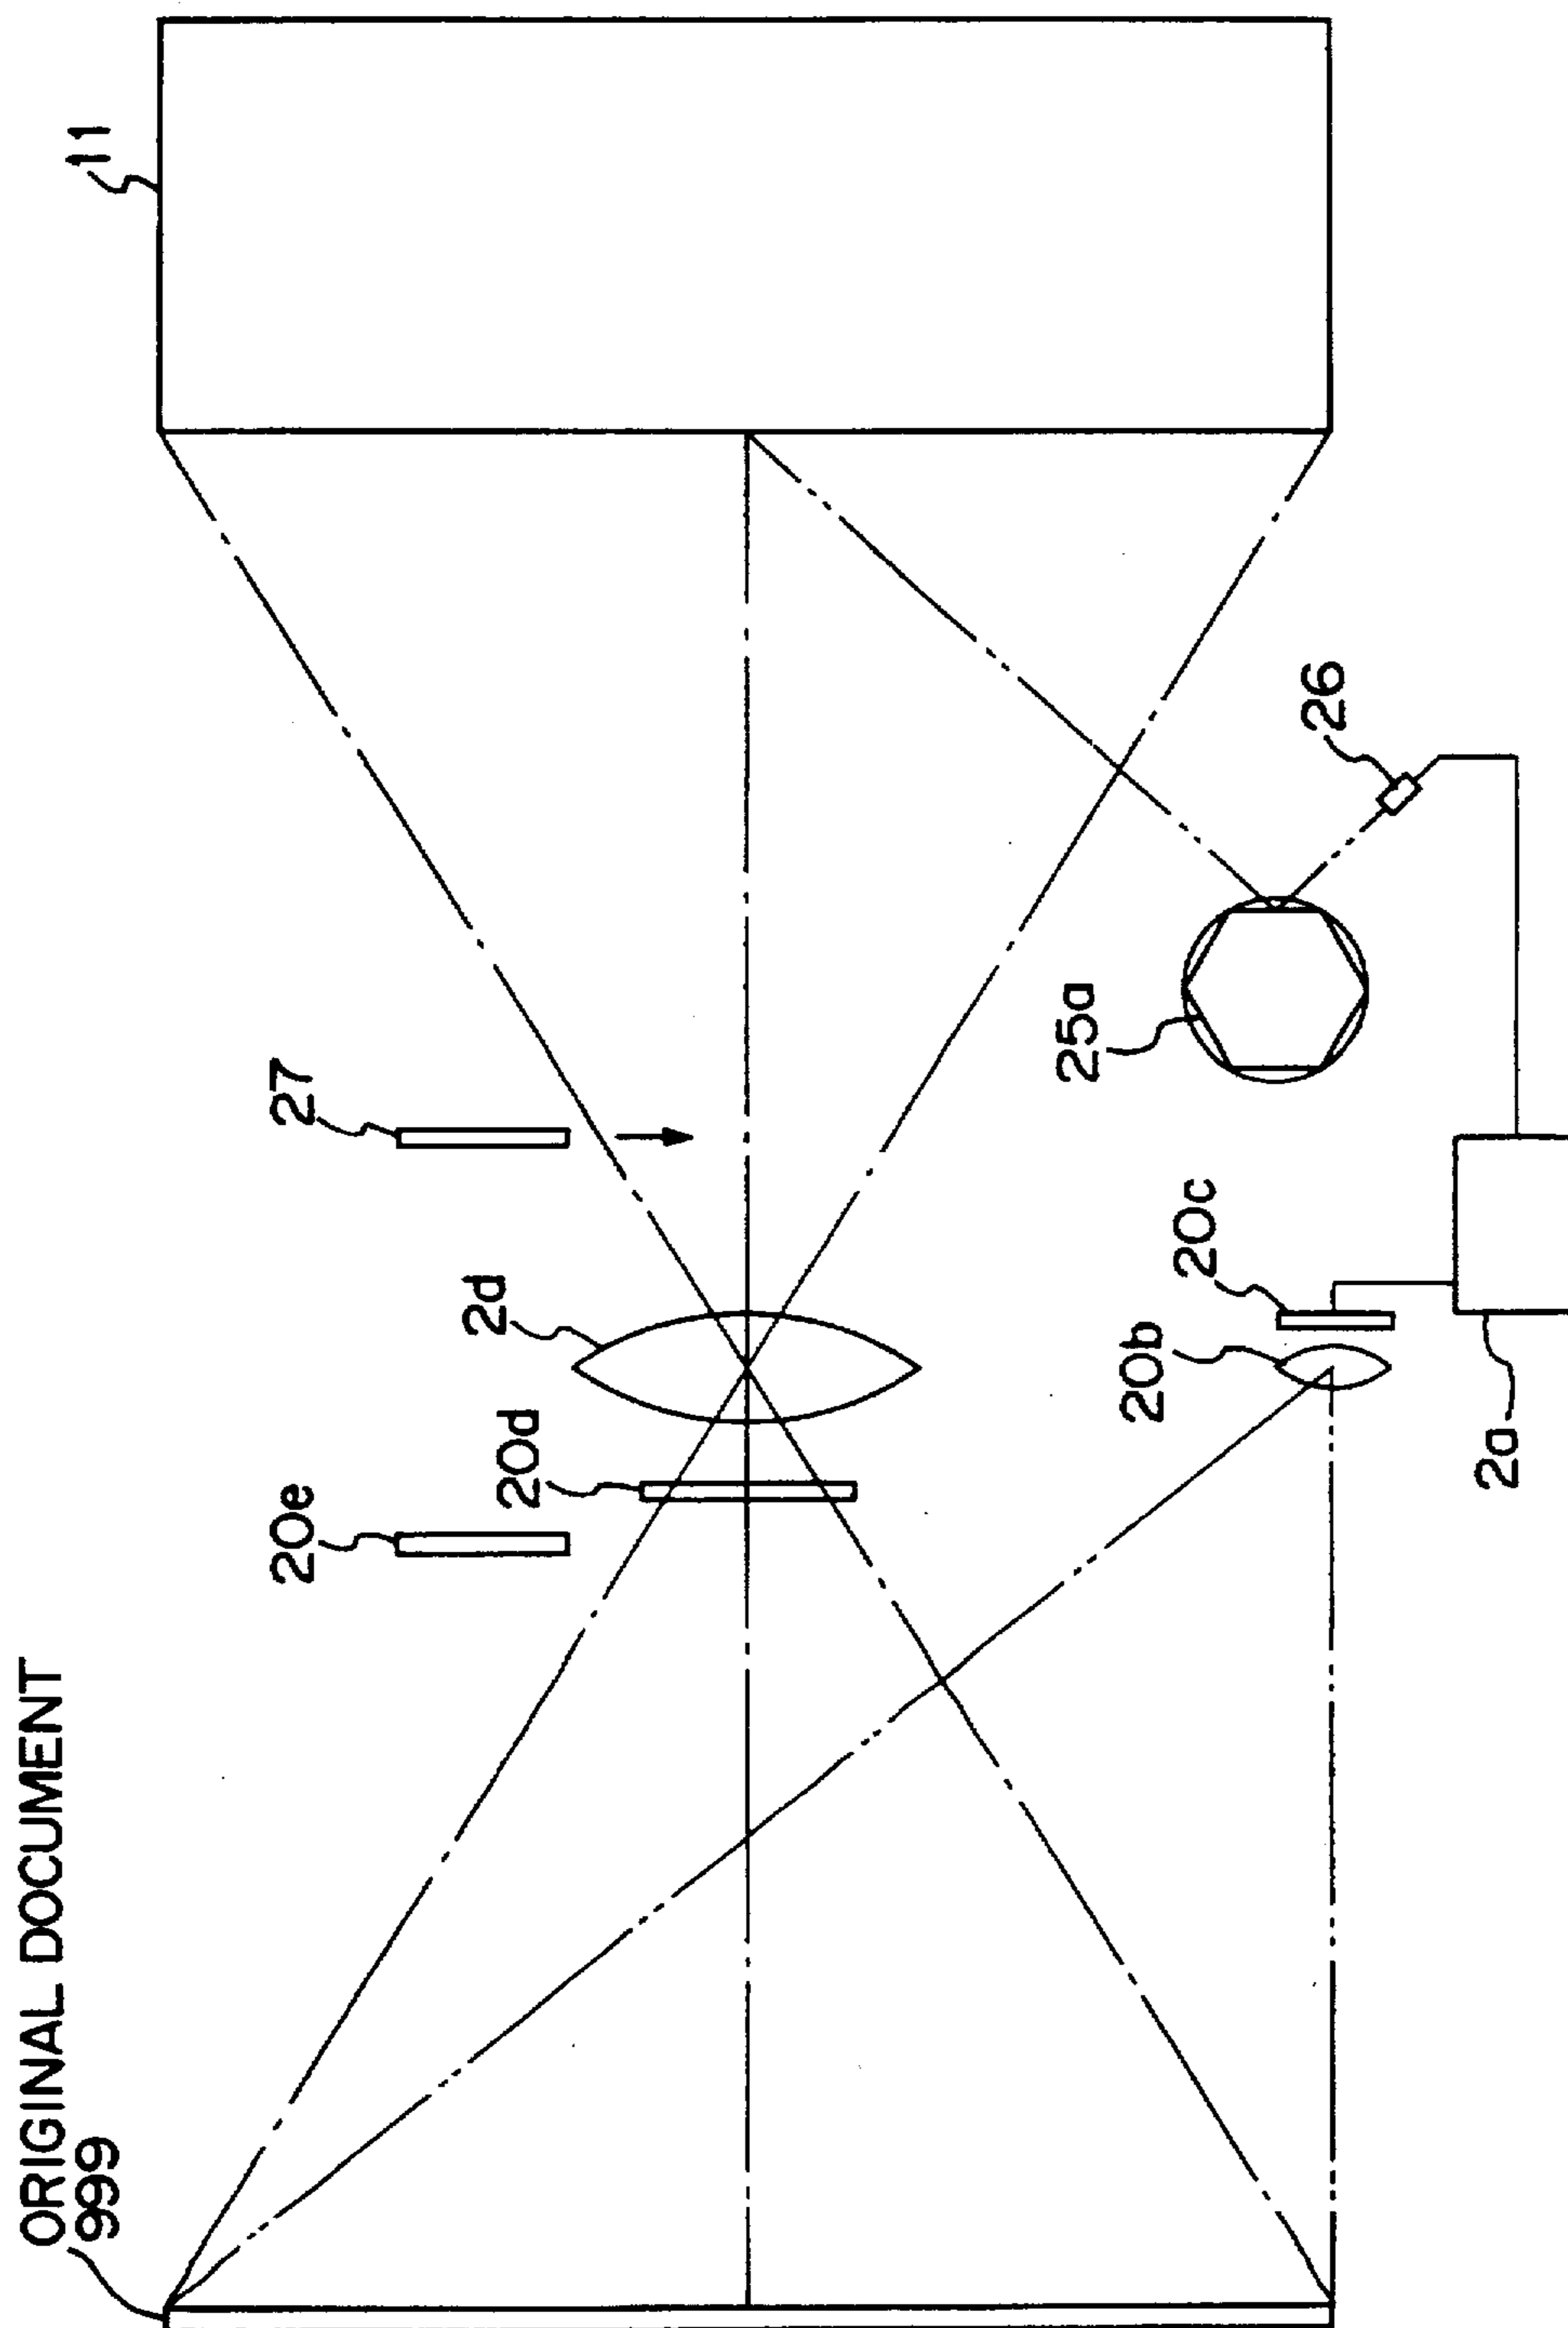 ORIGINAL DOCUMENT
999
20e
20d
2d
27
11
20b
20c
25a
26
2a